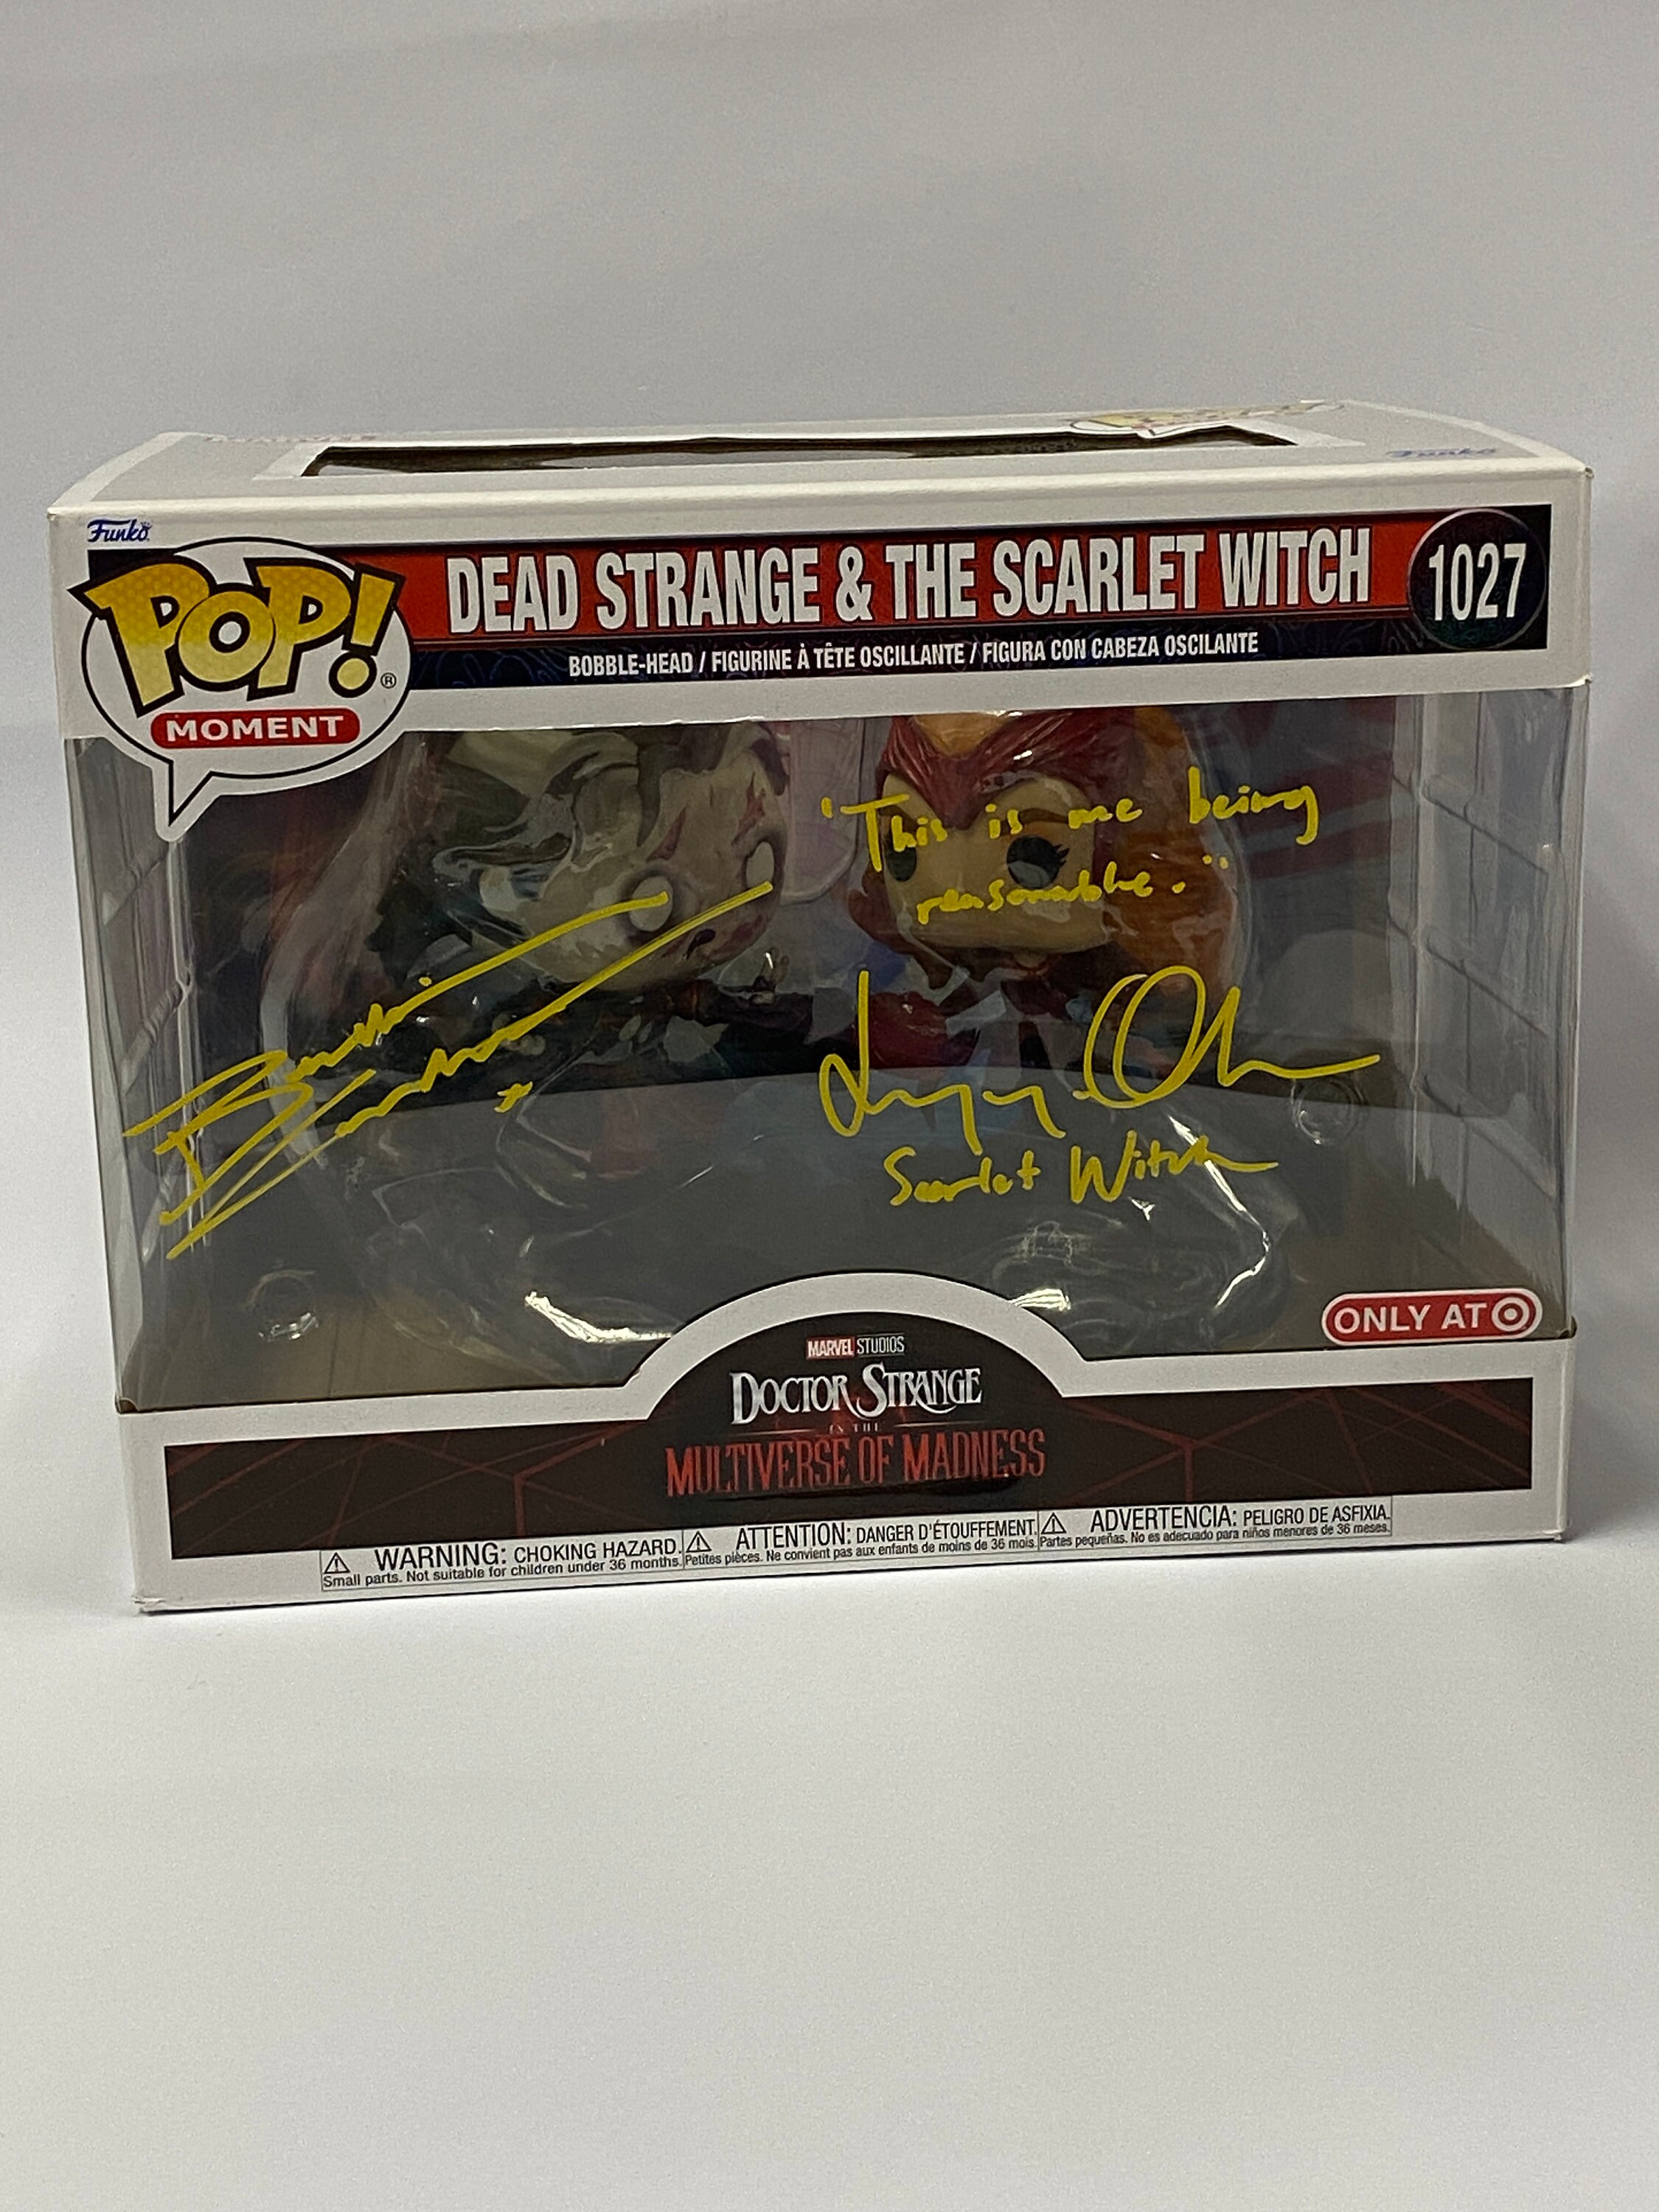 Funko
Funko
POP!®
MOMENT
DEAD STRANGE & THE SCARLET WITCH
1027
BOBBLE-HEAD / FIGURINE À TÊTE OSCILLANTE / FIGURA CON CABEZA OSCILANTE
"This is me being
reasonable."
Scarlet Witch
ONLY AT
MARVEL STUDIOS
DOCTOR STRANGE
IN THE
MULTIVERSE OF MADNESS
WARNING: CHOKING HAZARD.
Small parts. Not suitable for children under 36 months.
ATTENTION: DANGER D'ÉTOUFFEMENT.
Petites pièces. Ne convient pas aux enfants de moins de 36 mois.
ADVERTENCIA: PELIGRO DE ASFIXIA.
Partes pequeñas. No es adecuado para niños menores de 36 meses.